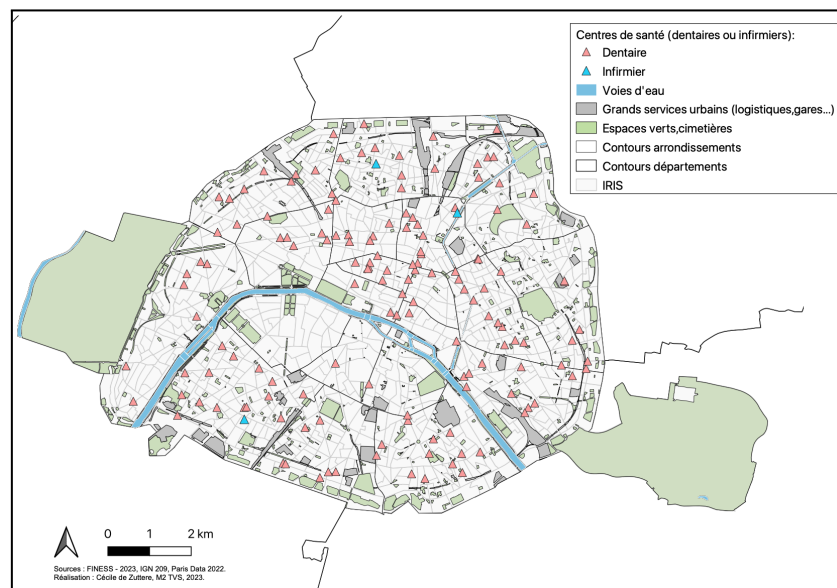 Centres de santé (dentaires ou infirmiers):
Dentaire
Infirmier
Voies d'eau
Grands services urbains (logistiques,gares...)
Espaces verts,cimetières
Contours arrondissements
Contours départements
IRIS
0 1 2 km
Sources : FINESS - 2023, IGN 209, Paris Data 2022.
Réalisation : Cécile de Zuttere, M2 TVS, 2023.